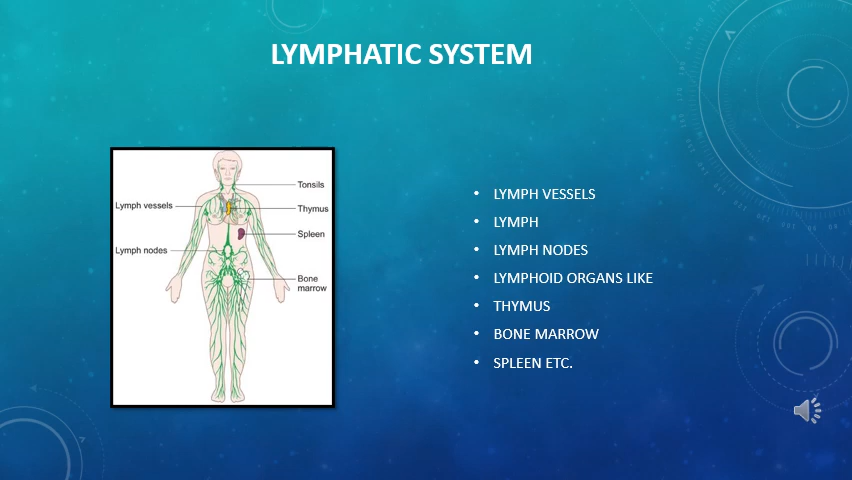 LYMPHATIC SYSTEM
Tonsils
Lymph vessels
Thymus
Spleen
Lymph nodes
Bone
marrow
• LYMPH VESSELS
• LYMPH
• LYMPH NODES
• LYMPHOID ORGANS LIKE
• THYMUS
• BONE MARROW
• SPLEEN ETC.